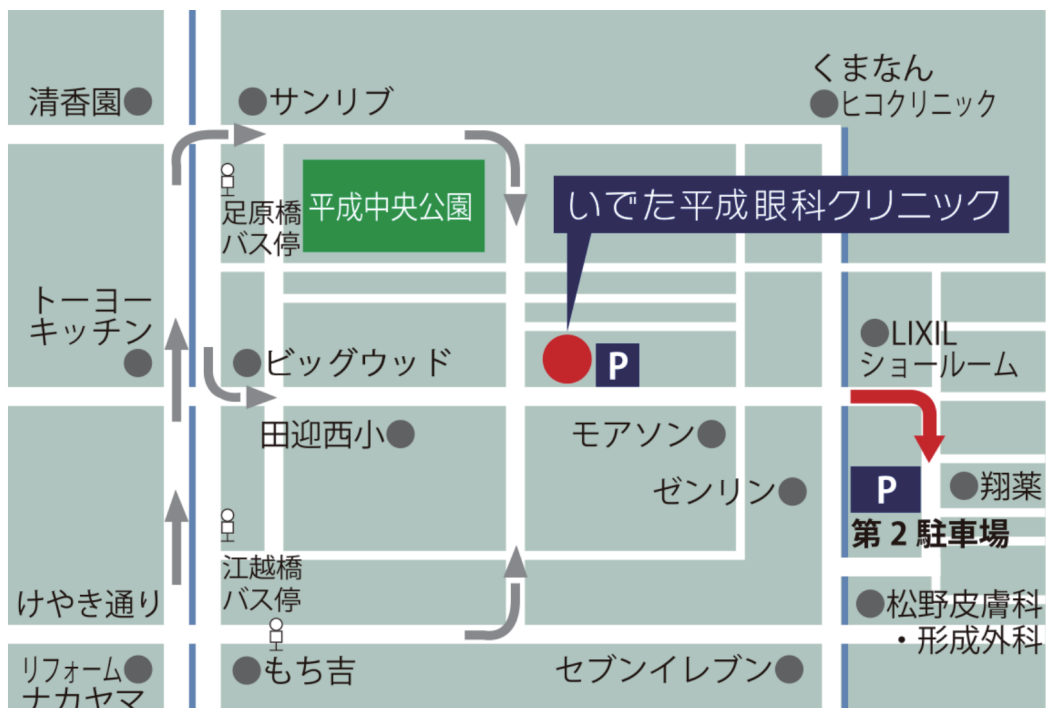 くまなん
ヒコクリニック
清香園
サンリブ
足原橋
バス停
平成中央公園
いでた平成眼科クリニック
トーヨー
キッチン
ビッグウッド
P
LIXIL
ショールーム
田迎西小
モアソン
ゼンリン
P
翔薬
第2駐車場
江越橋
バス停
けやき通り
松野皮膚科
・形成外科
リフォーム
ナカヤマ
もち吉
セブンイレブン